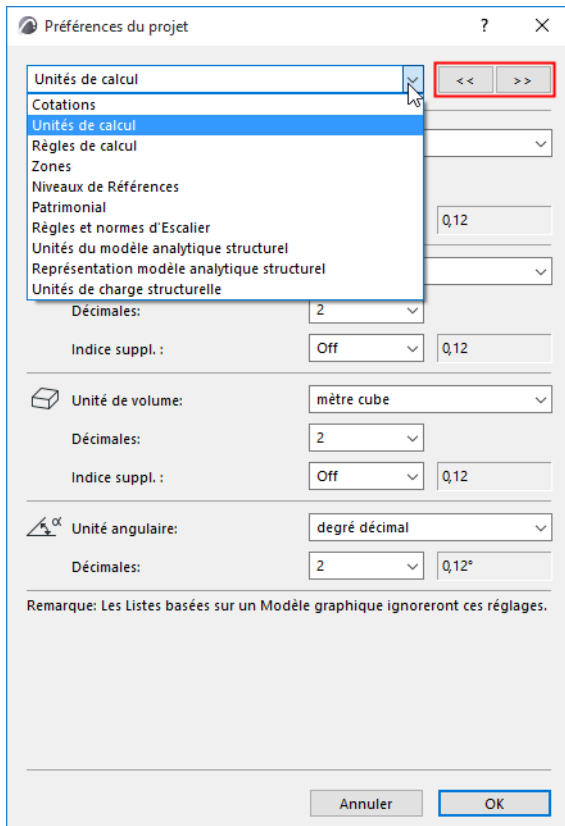 Préférences du projet ?
Unités de calcul << >>
Cotations
Unités de calcul
Règles de calcul
Zones
Niveaux de Références
Patrimonial
Règles et normes d'Escalier
0,12
Unités du modèle analytique structurel
Représentation modèle analytique structurel
Unités de charge structurelle
Décimales: 2
Indice suppl. : Off 0,12
Unité de volume: mètre cube
Décimales: 2
Indice suppl. : Off 0,12
α Unité angulaire: degré décimal
Décimales: 2 0,12°
Remarque: Les Listes basées sur un Modèle graphique ignoreront ces réglages.
Annuler OK